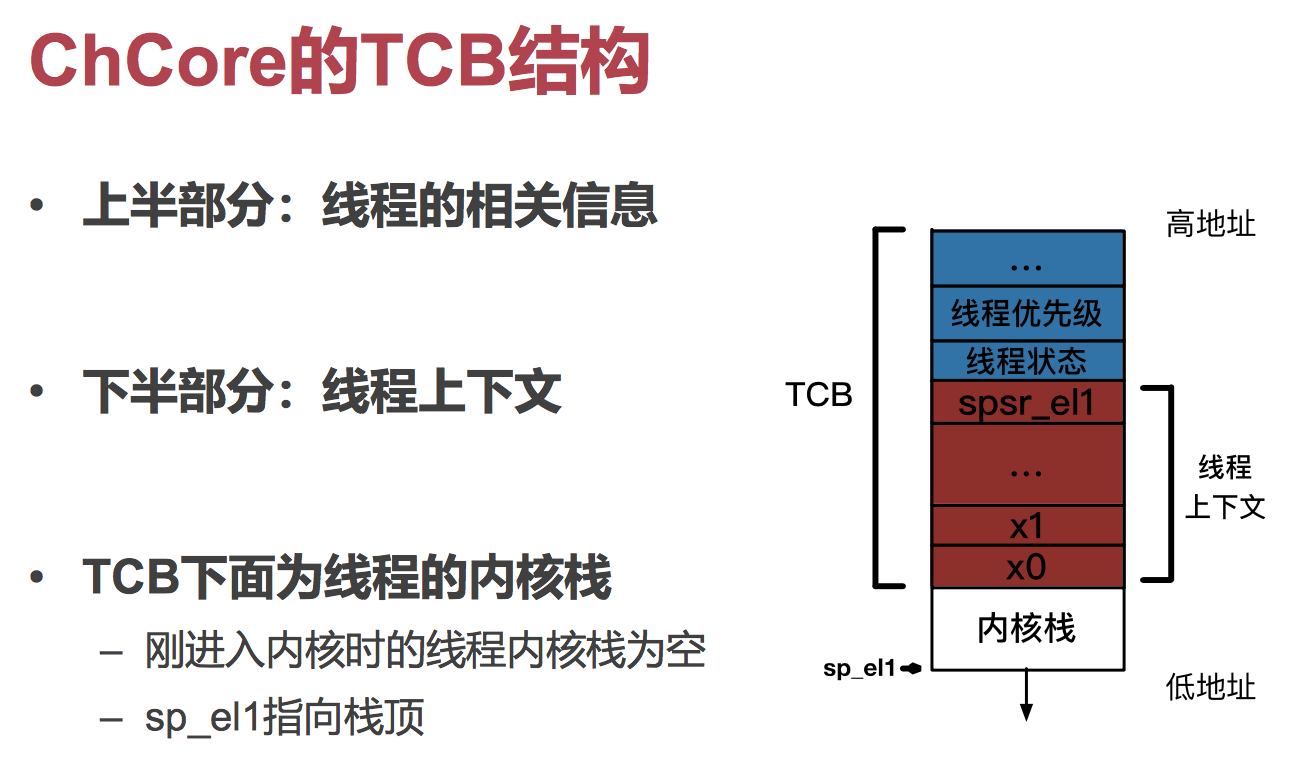 ChCore的TCB结构
• 上半部分：线程的相关信息
• 下半部分：线程上下文
• TCB下面为线程的内核栈
– 刚进入内核时的线程内核栈为空
– sp_el1指向栈顶
高地址
...
线程优先级
线程状态
TCB
spsr_el1
...
线程
上下文
x1
x0
内核栈
sp_el1
低地址